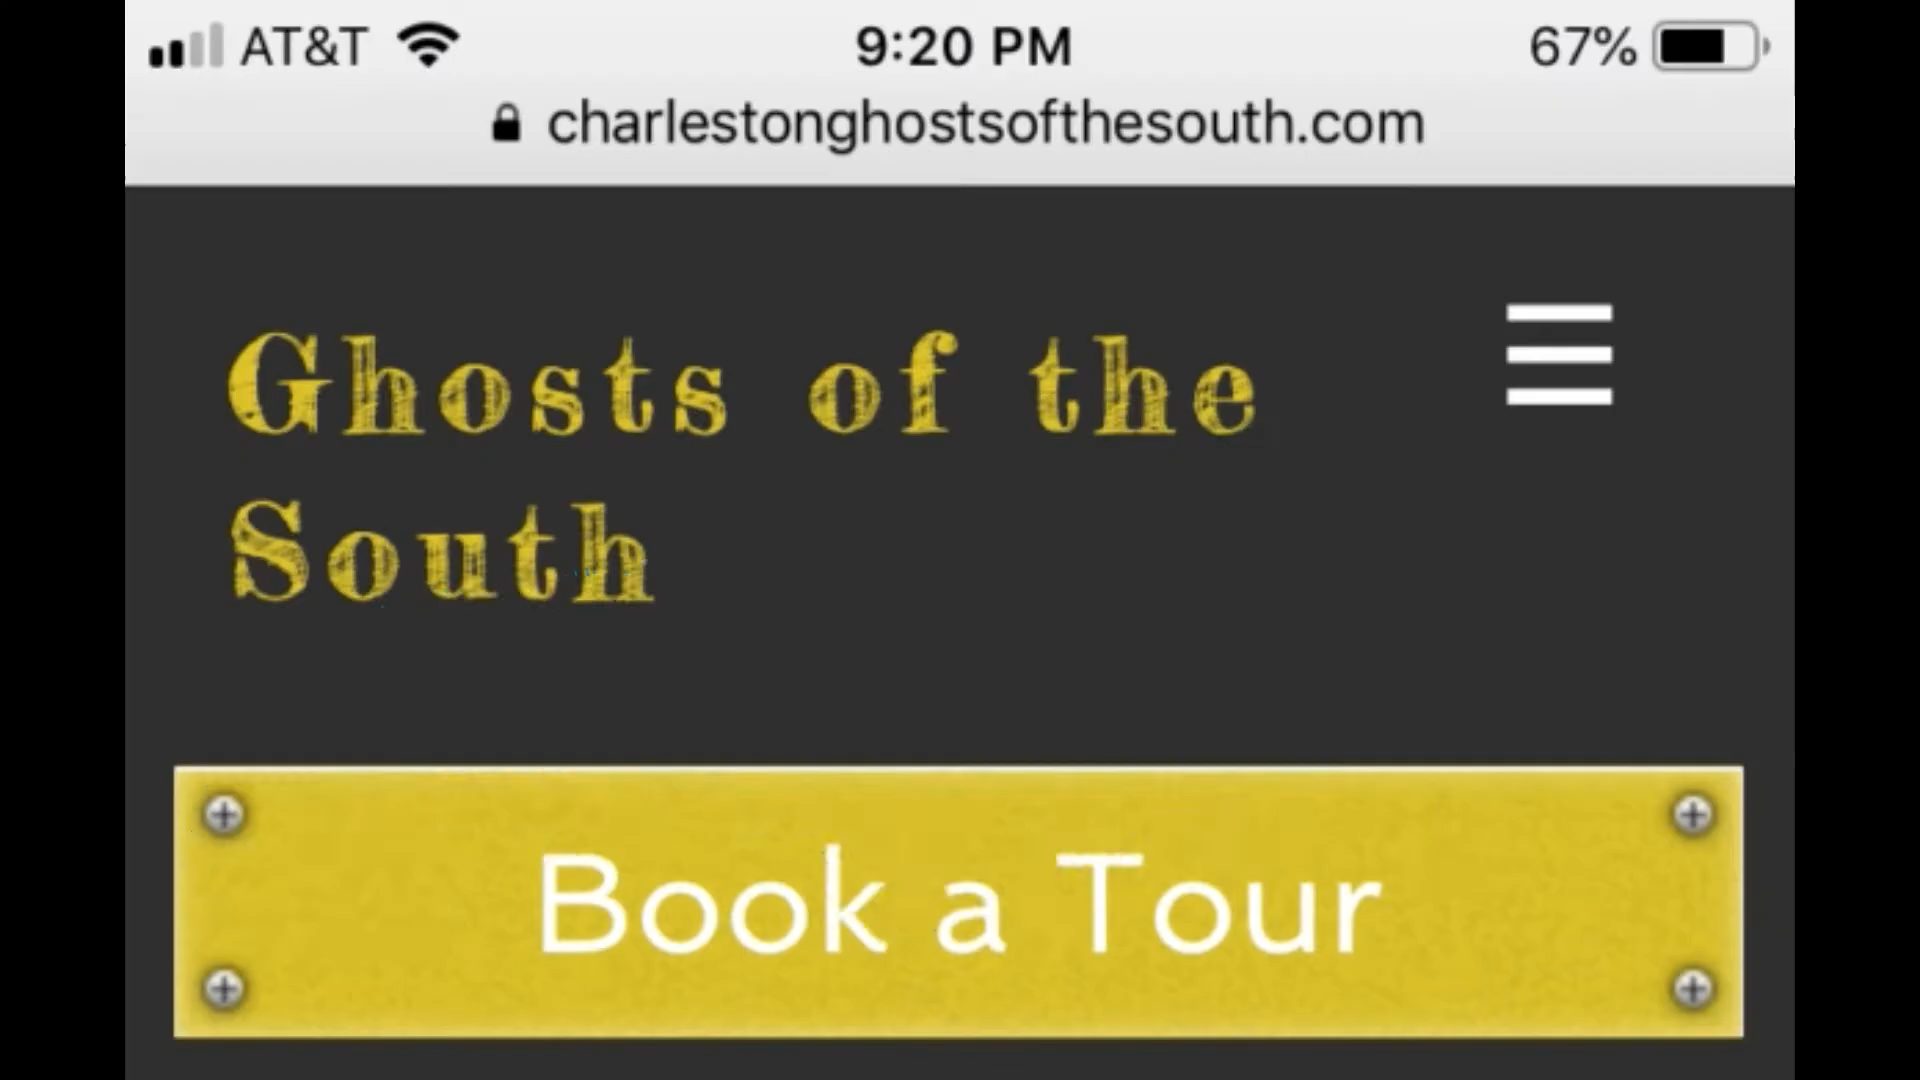 AT&T 9:20 PM 67%
charlestonghostsofthesouth.com
Ghosts of the
South
Book a Tour